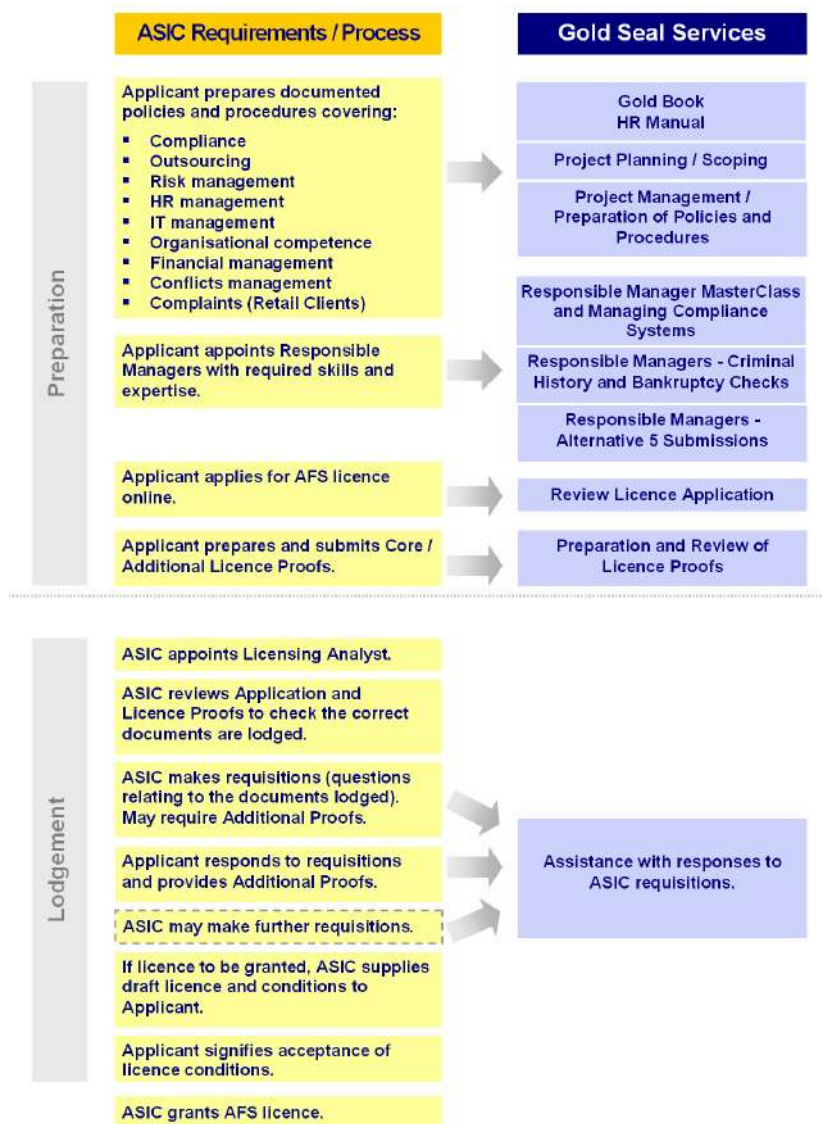 ASIC Requirements / Process
Gold Seal Services
Preparation
Applicant prepares documented
policies and procedures covering:
▪ Compliance
▪ Outsourcing
▪ Risk management
▪ HR management
▪ IT management
▪ Organisational competence
▪ Financial management
▪ Conflicts management
▪ Complaints (Retail Clients)
Gold Book
HR Manual
Project Planning / Scoping
Project Management /
Preparation of Policies and
Procedures
Applicant appoints Responsible
Managers with required skills and
expertise.
Responsible Manager MasterClass
and Managing Compliance
Systems
Responsible Managers - Criminal
History and Bankruptcy Checks
Responsible Managers -
Alternative 5 Submissions
Applicant applies for AFS licence
online.
Review Licence Application
Applicant prepares and submits Core /
Additional Licence Proofs.
Preparation and Review of
Licence Proofs
Lodgement
ASIC appoints Licensing Analyst.
ASIC reviews Application and
Licence Proofs to check the correct
documents are lodged.
ASIC makes requisitions (questions
relating to the documents lodged).
May require Additional Proofs.
Applicant responds to requisitions
and provides Additional Proofs.
ASIC may make further requisitions.
Assistance with responses to
ASIC requisitions.
If licence to be granted, ASIC supplies
draft licence and conditions to
Applicant.
Applicant signifies acceptance of
licence conditions.
ASIC grants AFS licence.